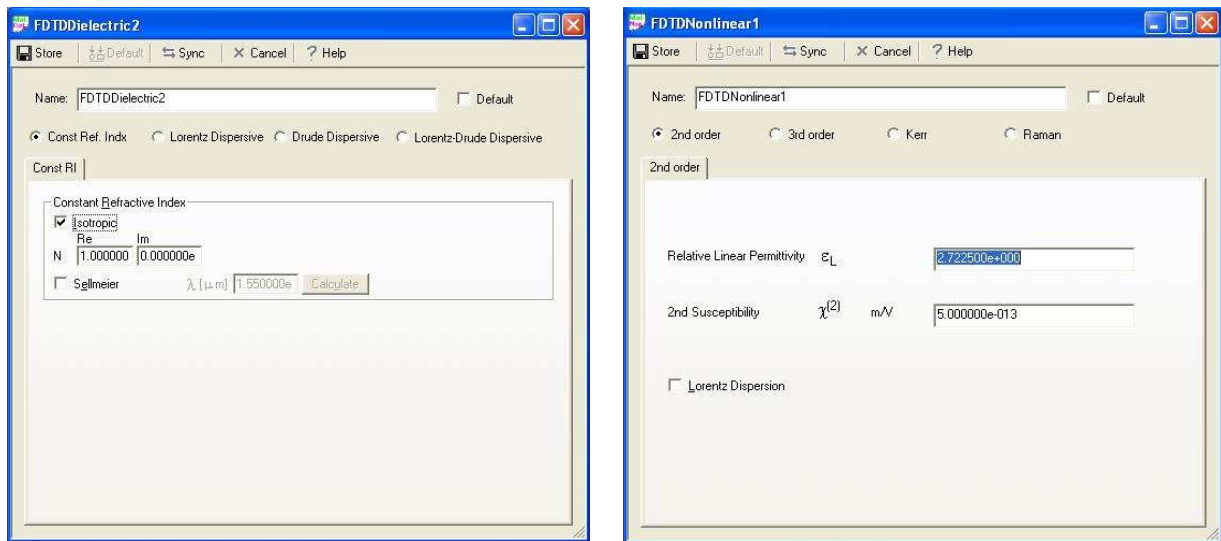 FDTDDielectric2
Store Default Sync Cancel ? Help
Name: FDTDDielectric2 Default
Const Ref. Indx Lorentz Dispersive Drude Dispersive Lorentz-Drude Dispersive
Const RI
Constant Refractive Index
Isotropic
Re Im
N 1.000000 0.000000e
Sellmeier λ [μm] 1.550000e Calculate
FDTDNonlinear1
Store Default Sync Cancel ? Help
Name: FDTDNonlinear1 Default
2nd order 3rd order Kerr Raman
2nd order
Relative Linear Permittivity εL 2.722500e+000
2nd Susceptibility χ(2) m/V 5.000000e-013
Lorentz Dispersion